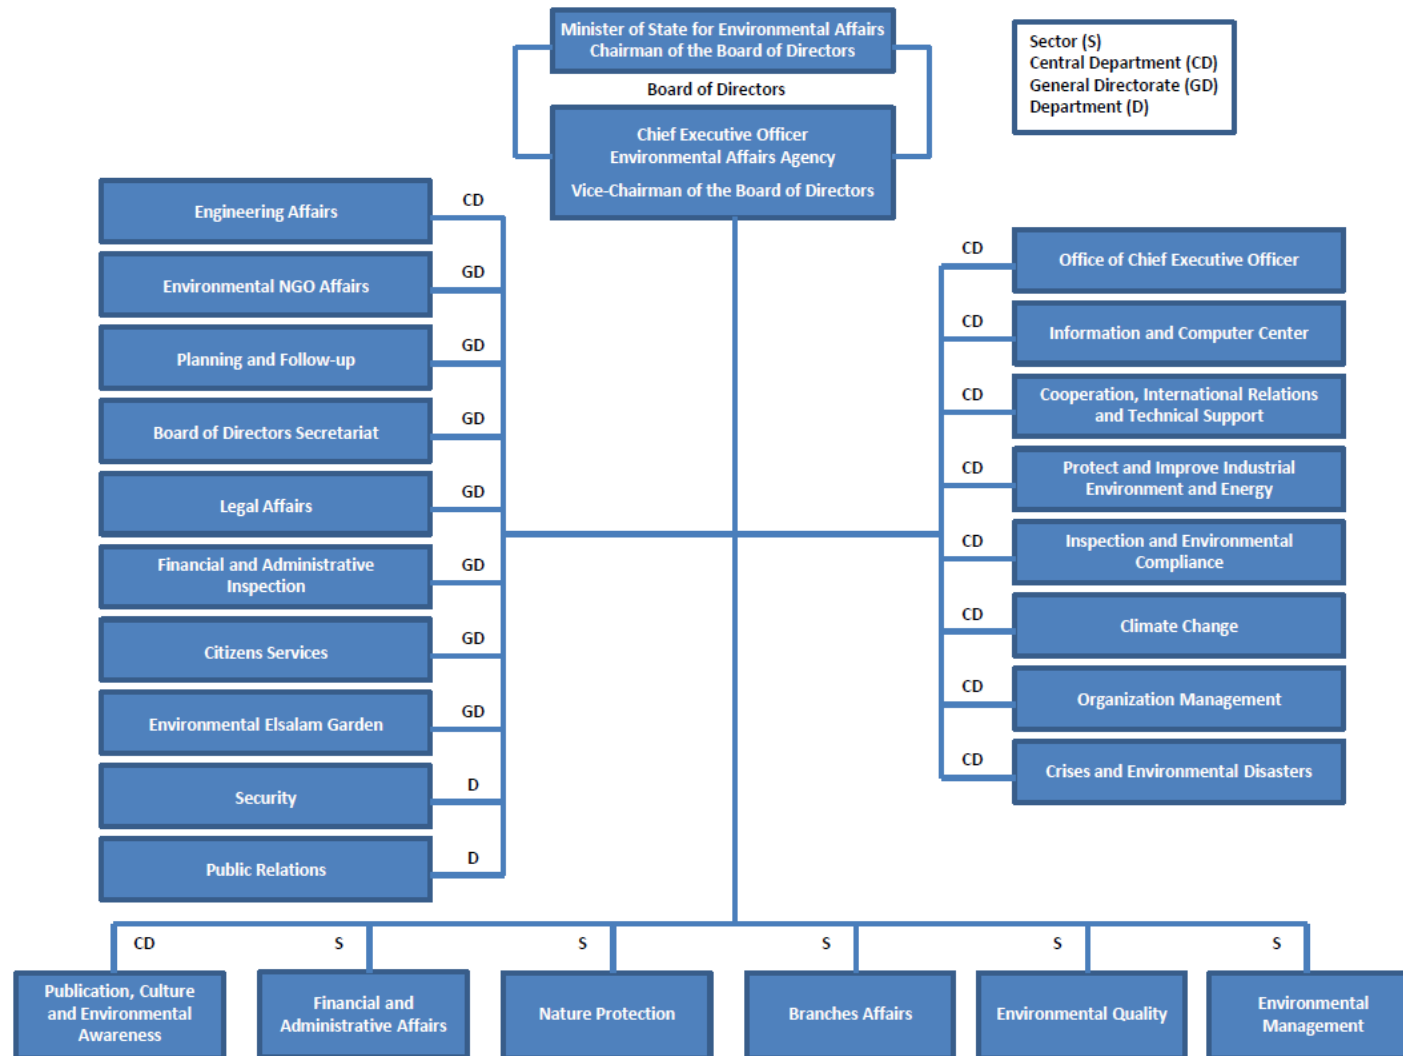 Minister of State for Environmental Affairs
Chairman of the Board of Directors
Board of Directors
Chief Executive Officer
Environmental Affairs Agency
Vice-Chairman of the Board of Directors
Sector (S)
Central Department (CD)
General Directorate (GD)
Department (D)
Engineering Affairs
CD
Environmental NGO Affairs
GD
Planning and Follow-up
GD
Board of Directors Secretariat
GD
Legal Affairs
GD
Financial and Administrative
Inspection
GD
Citizens Services
GD
Environmental Elsalam Garden
GD
Security
D
Public Relations
D
CD
Office of Chief Executive Officer
CD
Information and Computer Center
CD
Cooperation, International Relations
and Technical Support
CD
Protect and Improve Industrial
Environment and Energy
CD
Inspection and Environmental
Compliance
CD
Climate Change
CD
Organization Management
CD
Crises and Environmental Disasters
CD
Publication, Culture
and Environmental
Awareness
S
Financial and
Administrative Affairs
S
Nature Protection
S
Branches Affairs
S
Environmental Quality
S
Environmental
Management